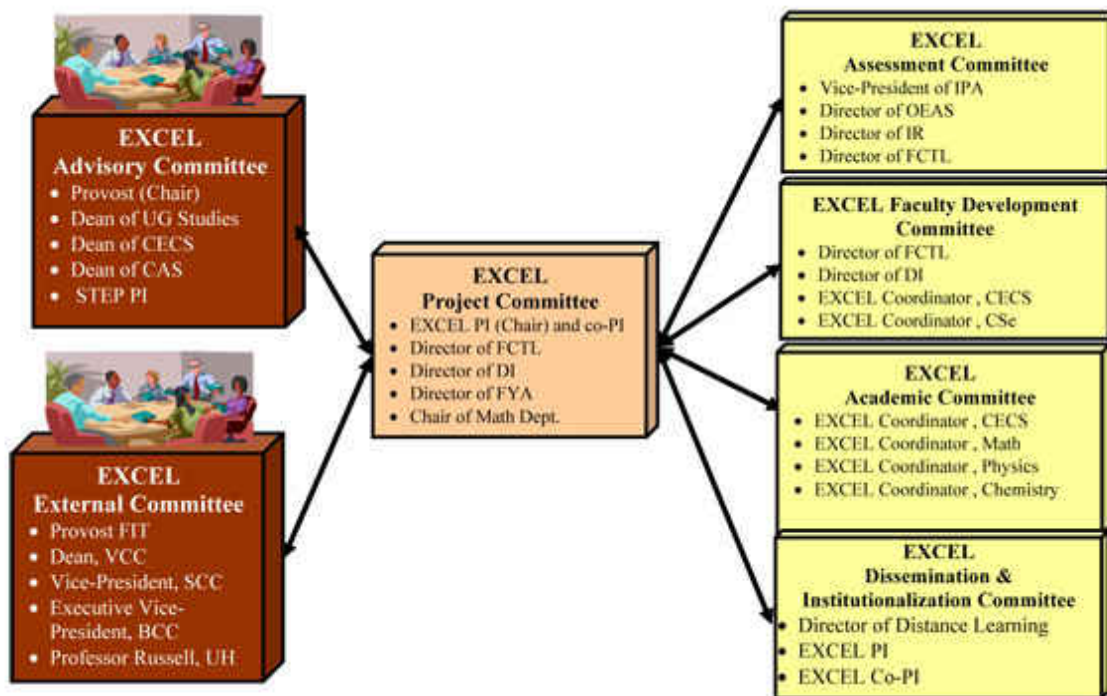 EXCEL
Advisory Committee
• Provost (Chair)
• Dean of UG Studies
• Dean of CECS
• Dean of CAS
• STEP PI
EXCEL
External Committee
• Provost FIT
• Dean, VCC
• Vice-President, SCC
• Executive Vice-
President, BCC
• Professor Russell, UH
EXCEL
Project Committee
• EXCEL PI (Chair) and co-PI
• Director of FCTL
• Director of DI
• Director of FYA
• Chair of Math Dept.
EXCEL
Assessment Committee
• Vice-President of IPA
• Director of OEAS
• Director of IR
• Director of FCTL
EXCEL Faculty Development
Committee
• Director of FCTL
• Director of DI
• EXCEL Coordinator , CECS
• EXCEL Coordinator , CSe
EXCEL
Academic Committee
• EXCEL Coordinator , CECS
• EXCEL Coordinator , Math
• EXCEL Coordinator , Physics
• EXCEL Coordinator , Chemistry
EXCEL
Dissemination &
Institutionalization Committee
• Director of Distance Learning
• EXCEL PI
• EXCEL Co-PI